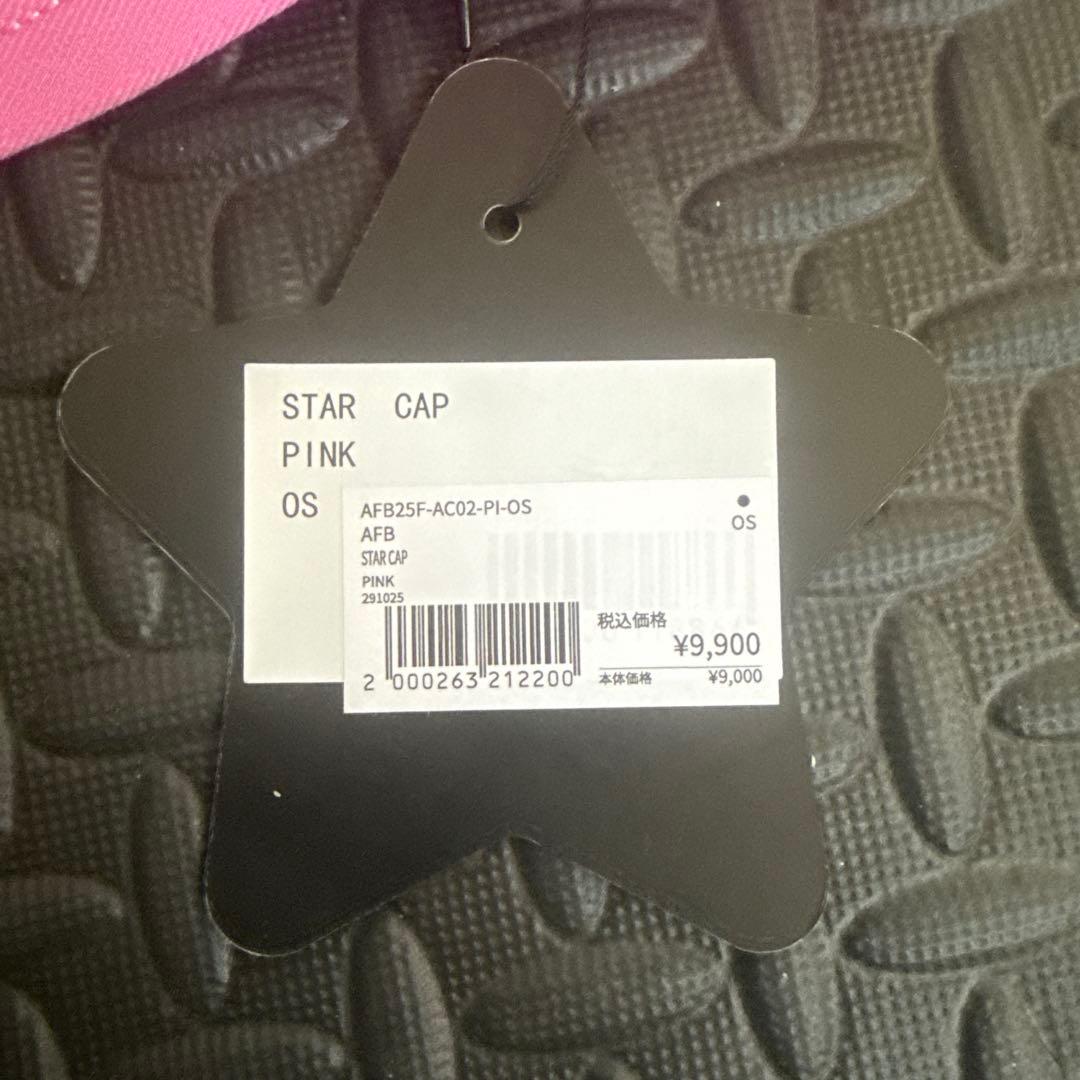 STAR CAP
PINK
OS
AFB25F-AC02-PI-OS
●
OS
AFB
STAR CAP
PINK
291025
税込価格
¥9,900
本体価格 ¥9,000
2 000263 212200